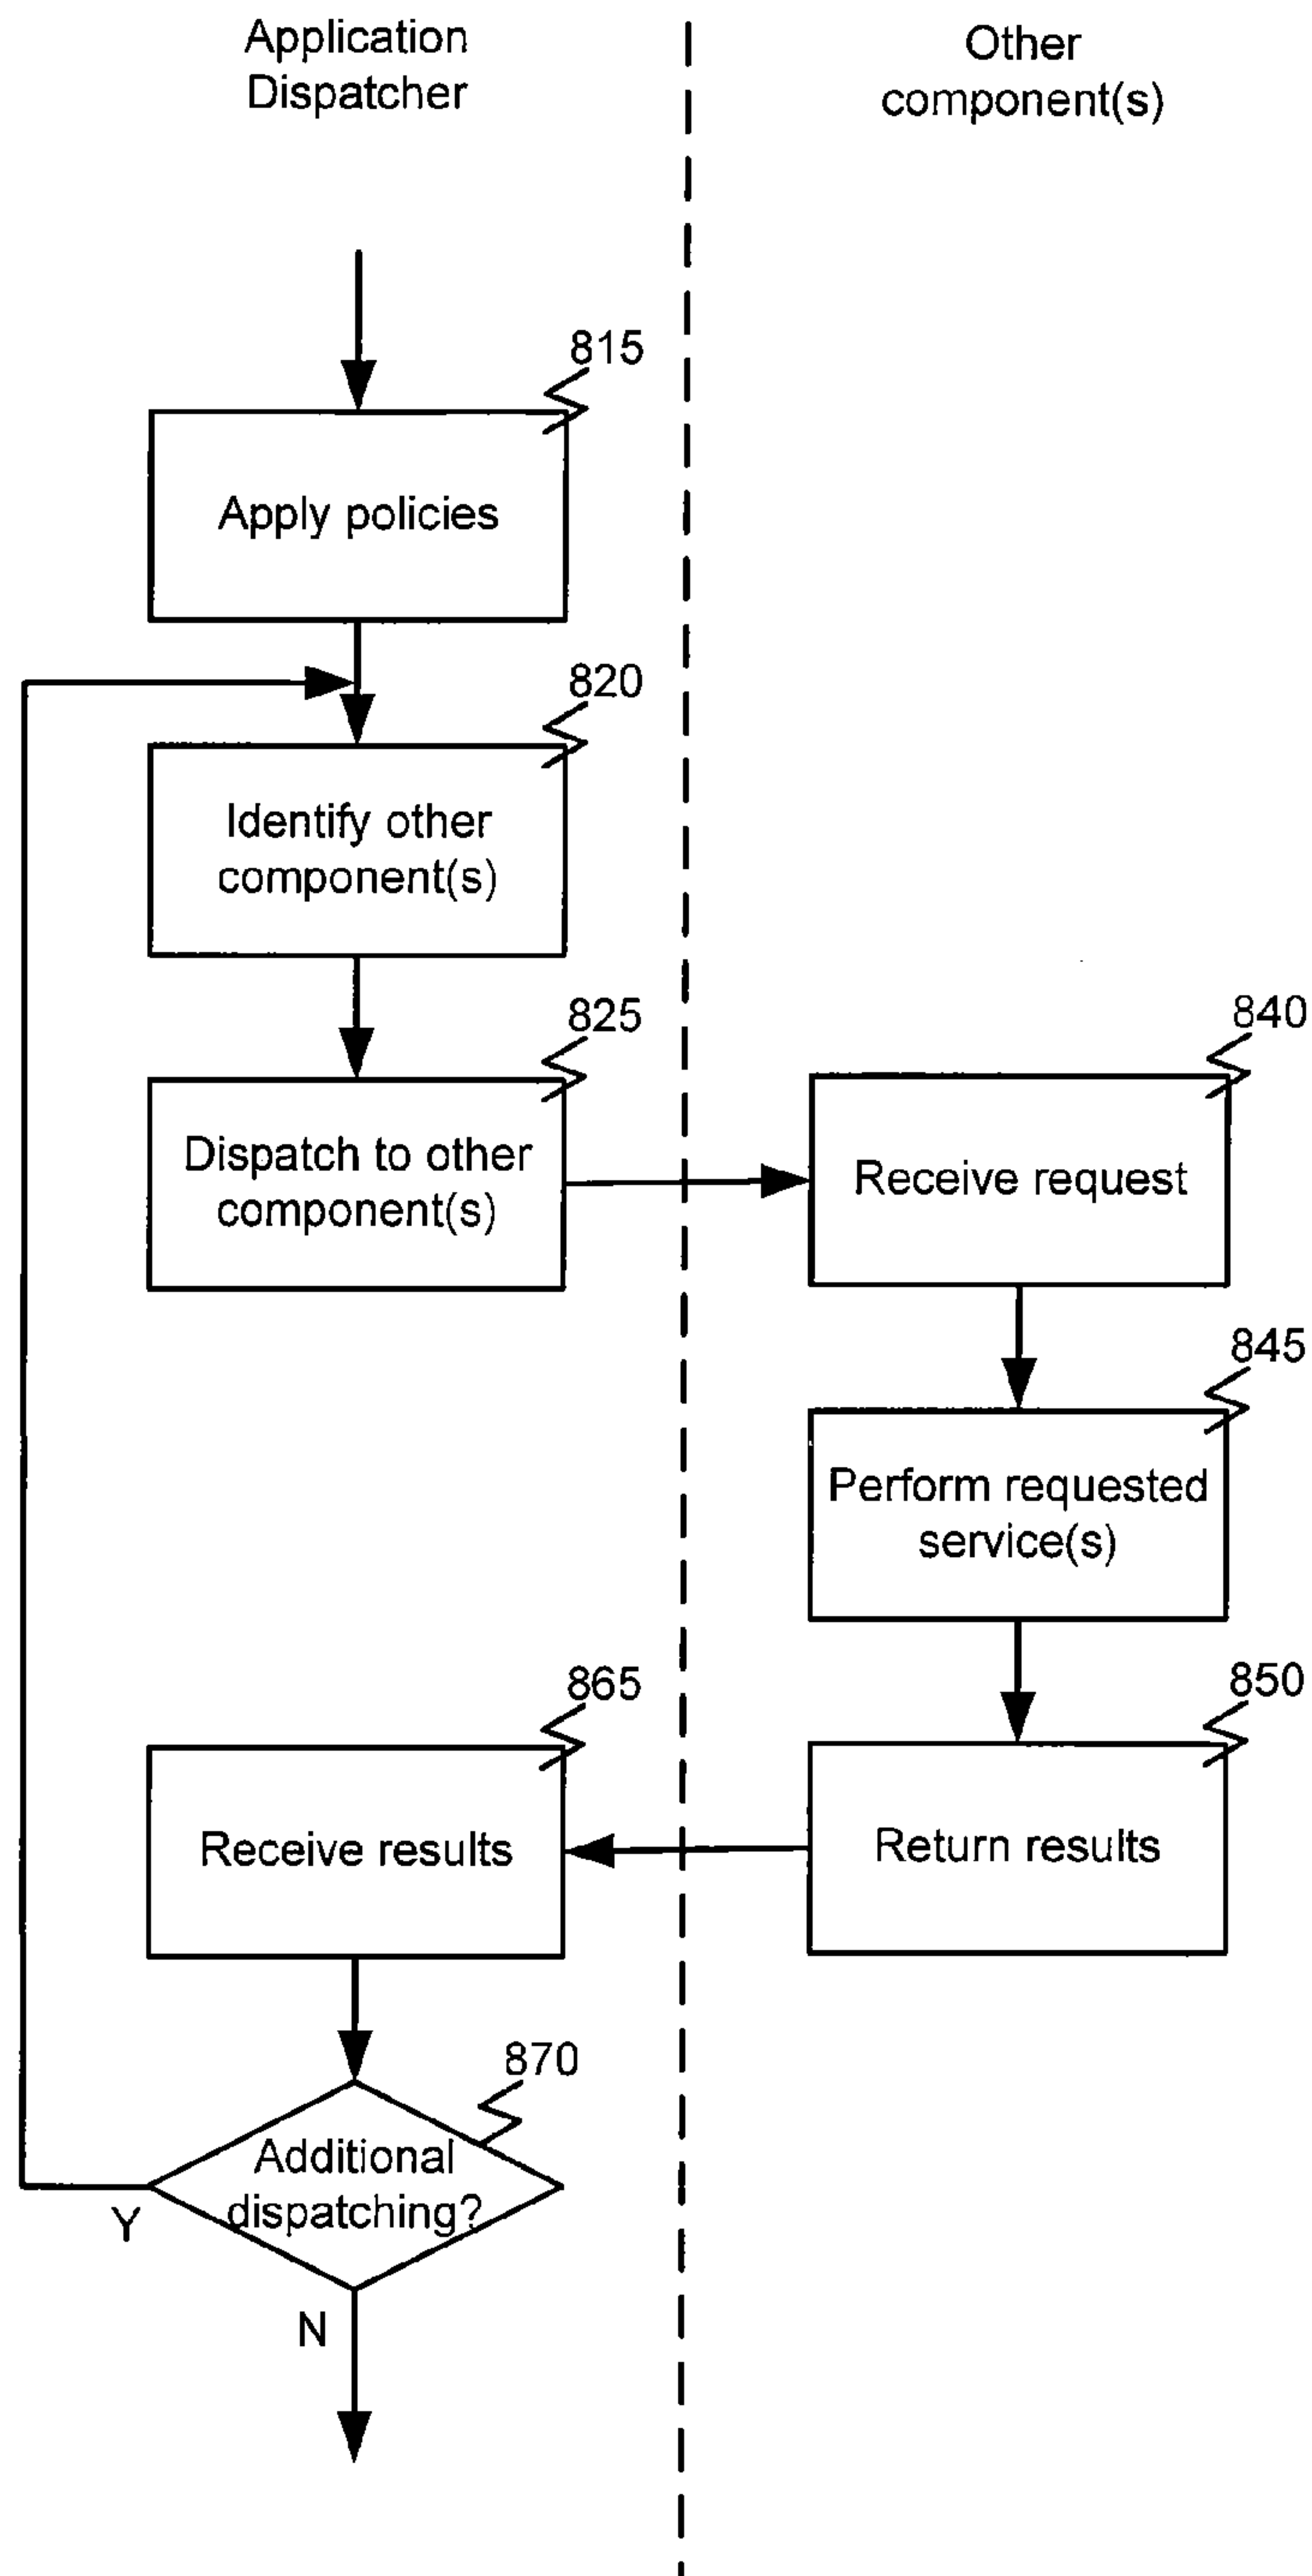 Application
Dispatcher
Other
component(s)
815
Apply policies
820
Identify other
component(s)
825
Dispatch to other
component(s)
840
Receive request
845
Perform requested
service(s)
850
Return results
865
Receive results
870
Additional
dispatching?
Y
N